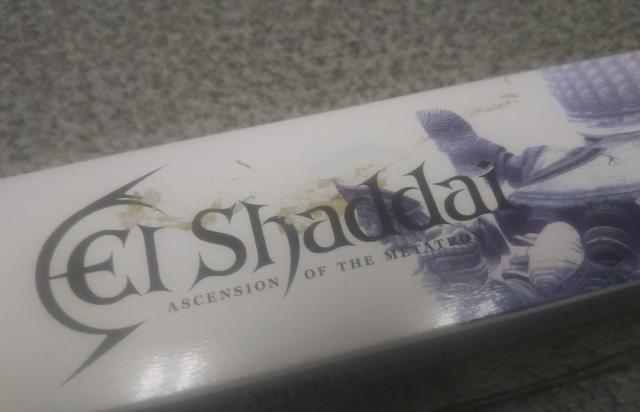 El Shaddai
ASCENSION OF THE METATRO